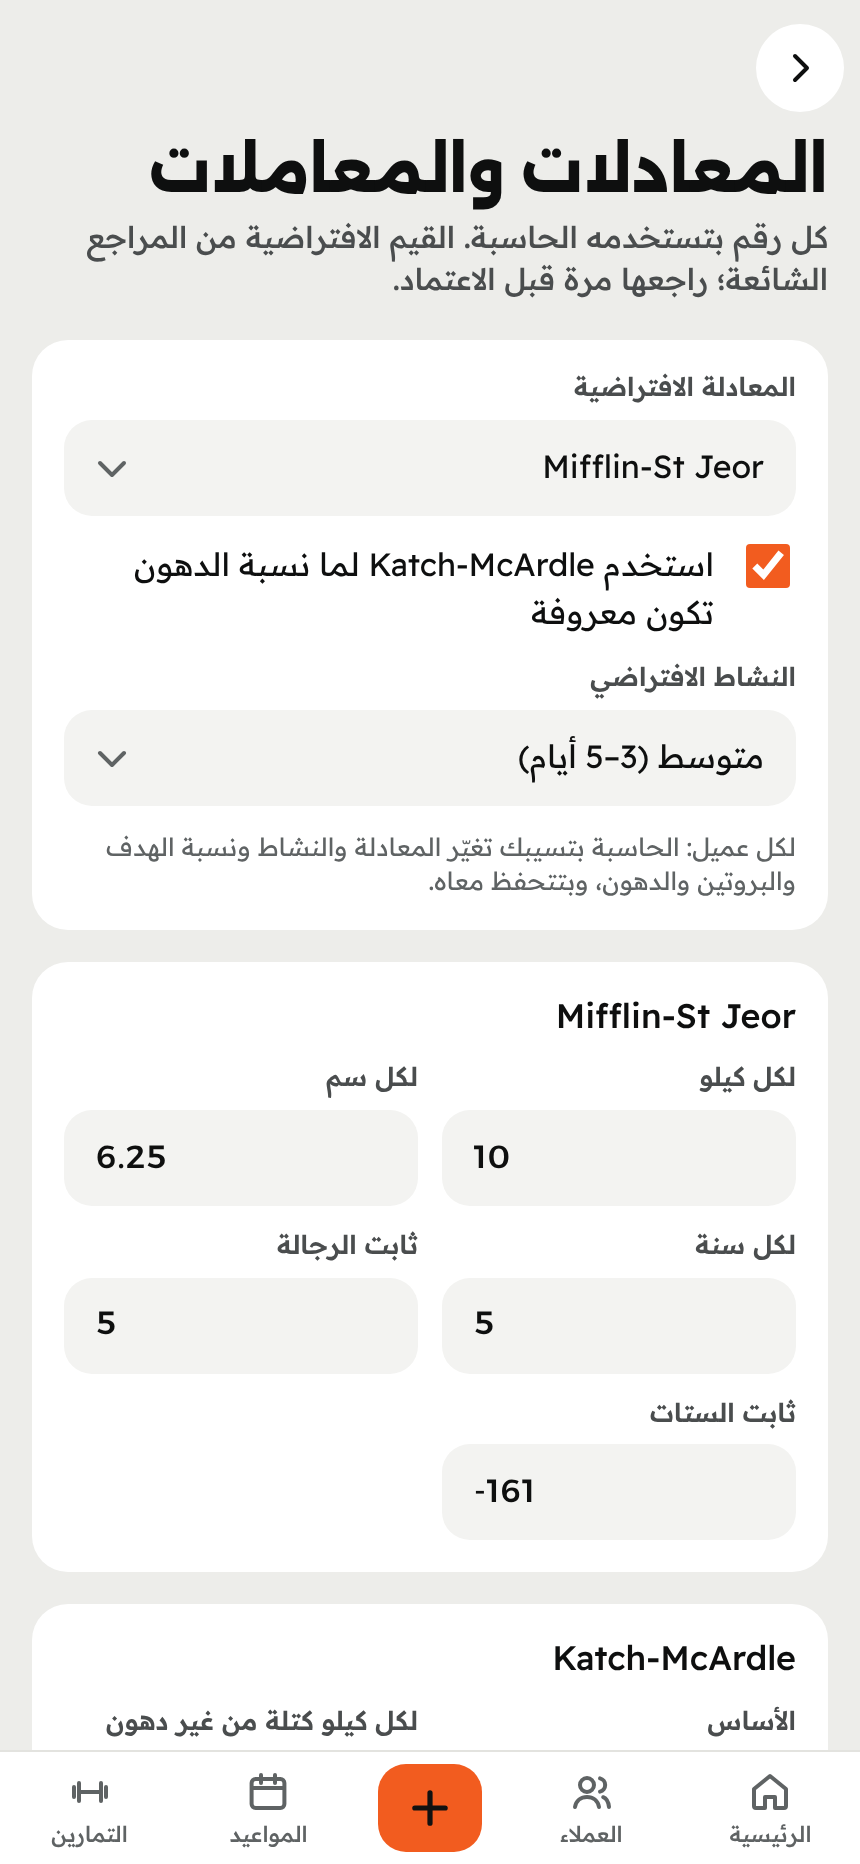 المعادلات والمعاملات
كل رقم بتستخدمه الحاسبة. القيم الافتراضية من المراجع
الشائعة؛ راجعها مرة قبل الاعتماد.
المعادلة الافتراضية
Mifflin-St Jeor
استخدم Katch-McArdle لما نسبة الدهون
تكون معروفة
النشاط الافتراضي
متوسط (3–5 أيام)
لكل عميل: الحاسبة بتسيبك تغيّر المعادلة والنشاط ونسبة الهدف
والبروتين والدهون، وبتتحفظ معاه.
Mifflin-St Jeor
لكل كيلو
لكل سم
10
6.25
لكل سنة
ثابت الرجالة
5
5
ثابت الستات
-161
Katch-McArdle
الأساس
لكل كيلو كتلة من غير دهون
الرئيسية
العملاء
المواعيد
التمارين